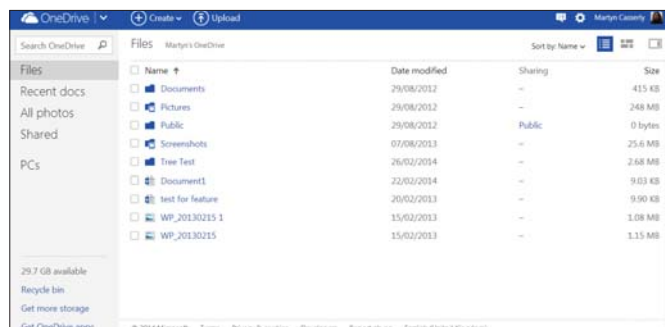 OneDrive Create Upload Martyn Casserly
Search OneDrive Files Martyn's OneDrive Sort by: Name
Files Name Date modified Sharing Size
Recent docs Documents 29/08/2012 – 415 KB
All photos Pictures 29/08/2012 – 248 MB
Shared Public 29/08/2012 Public 0 bytes
Screenshots 07/08/2013 – 25.6 MB
PCs Tree Test 26/02/2014 – 2.68 MB
Document1 22/02/2014 – 9.03 KB
test for feature 20/02/2013 – 9.90 KB
WP_20130215 1 15/02/2013 – 1.08 MB
WP_20130215 15/02/2013 – 1.15 MB
29.7 GB available
Recycle bin
Get more storage
Get OneDrive apps